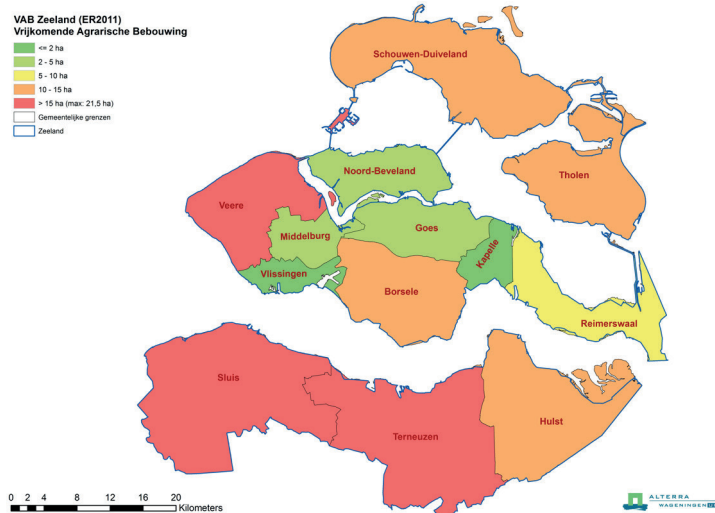 VAB Zeeland (ER2011)
Vrijkomende Agrarische Bebouwing
<= 2 ha
2 - 5 ha
5 - 10 ha
10 - 15 ha
> 15 ha (max: 21,5 ha)
Gemeentelijke grenzen
Zeeland
Schouwen-Duiveland
Noord-Beveland
Tholen
Veere
Middelburg
Goes
Kapelle
Vlissingen
Borsele
Reimerswaal
Sluis
Terneuzen
Hulst
0 2 4 8 12 16 20
Kilometers
ALTERRA
WAGENINGEN